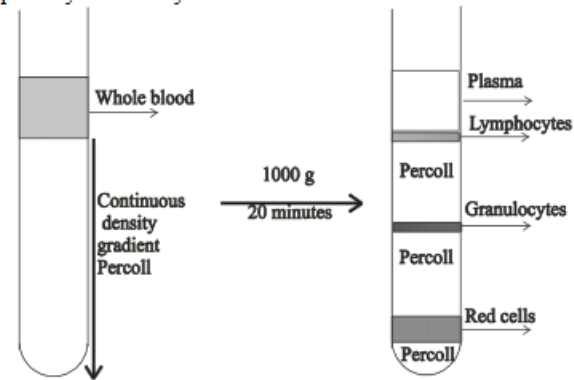 Whole blood
Continuous
density
gradient
Percoll
1000 g
20 minutes
Plasma
Lymphocytes
Percoll
Granulocytes
Percoll
Red cells
Percoll